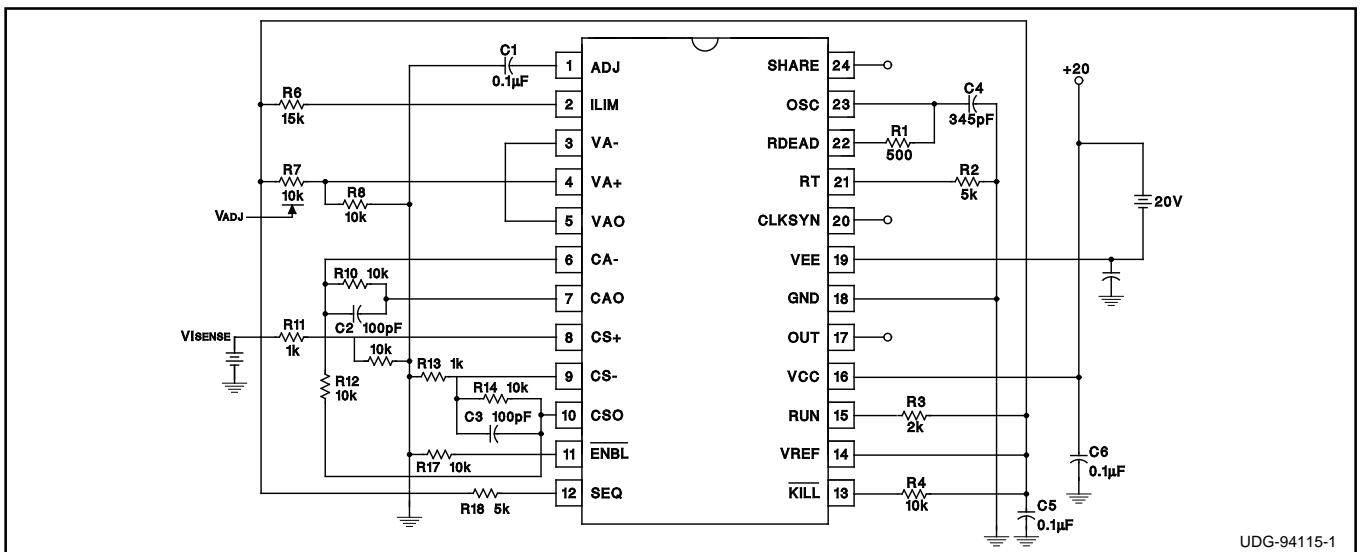 C1
0.1µF
1 ADJ
R6
15k
2 ILIM
3 VA-
R7
10k
4 VA+
R8
10k
VADJ
5 VAO
6 CA-
R10 10k
7 CAO
C2 100pF
VISENSE
R11
1k
8 CS+
10k
R13 1k
9 CS-
R12
10k
R14 10k
C3 100pF
10 CSO
11 ENBL
R17 10k
12 SEQ
R18 5k
SHARE 24
+20
OSC 23
C4
345pF
RDEAD 22
R1
500
RT 21
R2
5k
20V
CLKSYN 20
VEE 19
GND 18
OUT 17
VCC 16
RUN 15
R3
2k
VREF 14
C6
0.1µF
KILL 13
R4
10k
C5
0.1µF
UDG-94115-1